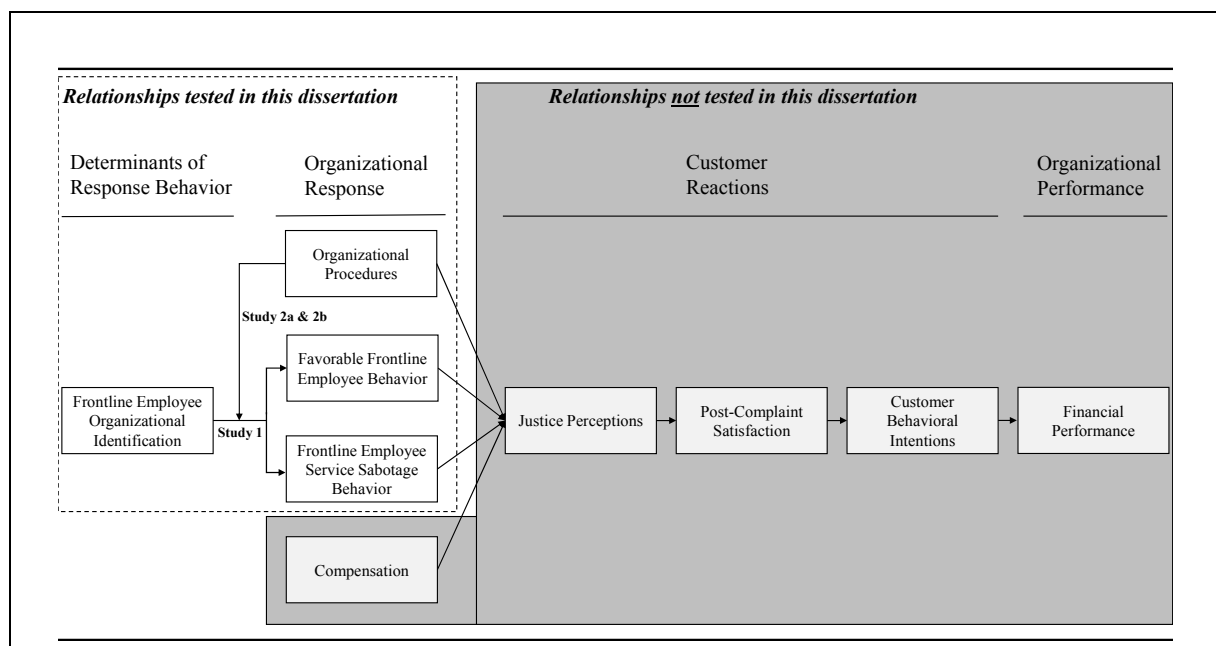 Relationships tested in this dissertation
Relationships not tested in this dissertation
Determinants of
Response Behavior
Organizational
Response
Customer
Reactions
Organizational
Performance
Organizational
Procedures
Study 2a & 2b
Favorable Frontline
Employee Behavior
Frontline Employee
Organizational
Identification
Study 1
Frontline Employee
Service Sabotage
Behavior
Compensation
Justice Perceptions
Post-Complaint
Satisfaction
Customer
Behavioral
Intentions
Financial
Performance